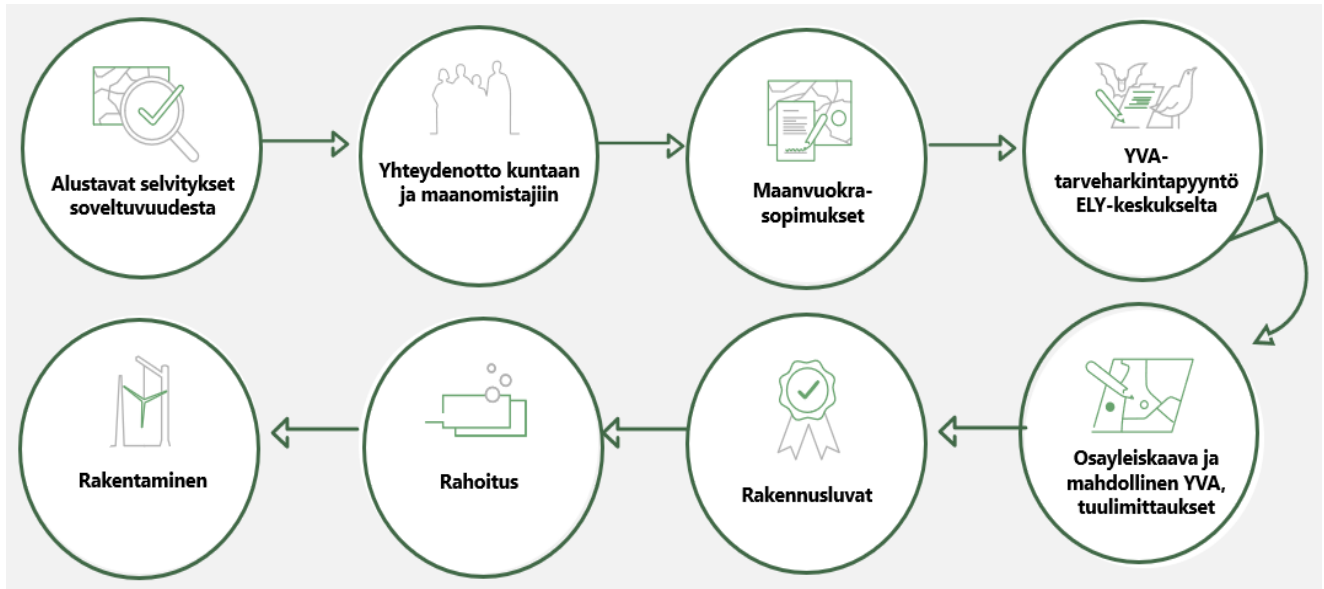 Alustavat selvitykset
soveltuvuudesta
Yhteydenotto kuntaan
ja maanomistajiin
Maanvuokra-
sopimukset
YVA-
tarveharkintapyyntö
ELY-keskukselta
Osayleiskaava ja
mahdollinen YVA,
tuulimittaukset
Rakennusluvat
Rahoitus
Rakentaminen